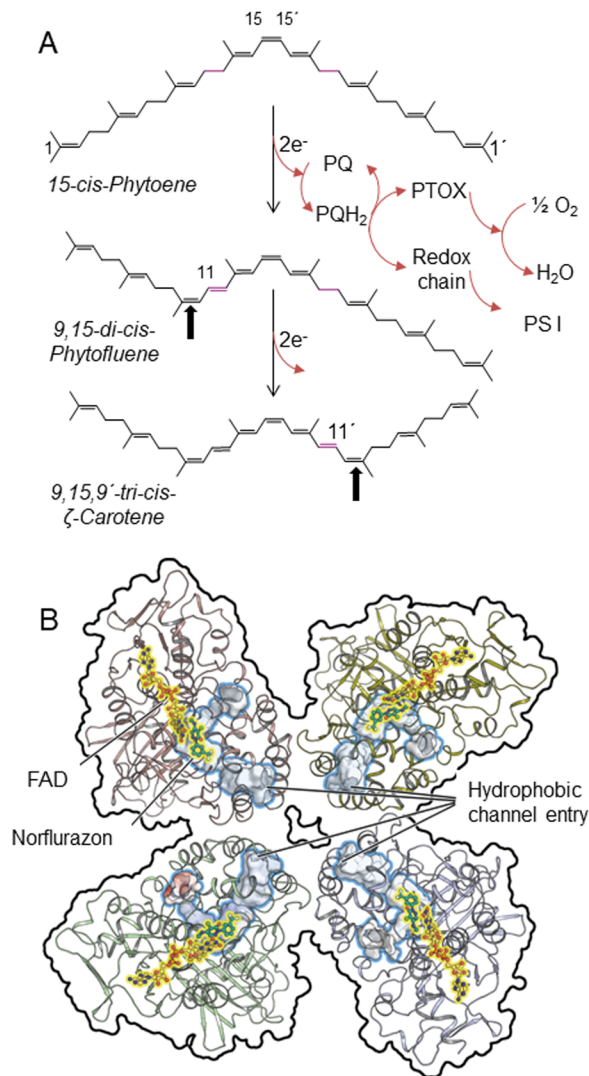 A
15 15´
1
1´
15-cis-Phytoene
2e-
PQ
PQH2
PTOX
½ O2
H2O
Redox
chain
PS I
11
9,15-di-cis-
Phytofluene
2e-
11´
9,15,9´-tri-cis-
ζ-Carotene
B
FAD
Norflurazon
Hydrophobic
channel entry